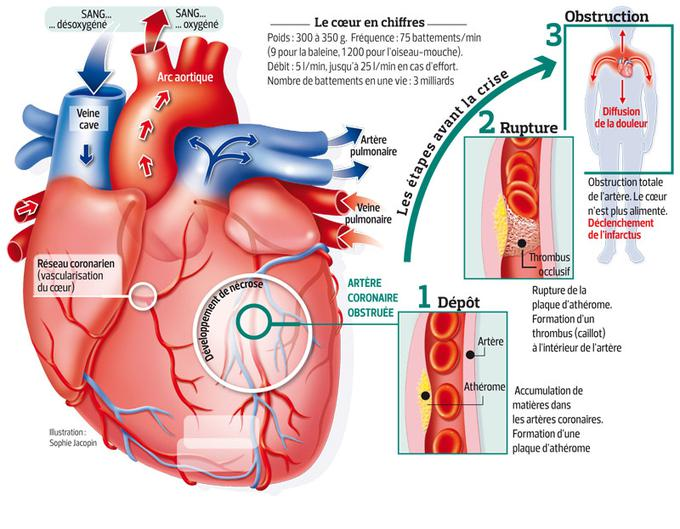 SANG...
... désoxygéné
SANG...
... oxygéné
Le cœur en chiffres
Poids : 300 à 350 g. Fréquence : 75 battements/min
(9 pour la baleine, 1 200 pour l'oiseau-mouche).
Débit : 5 l/min, jusqu'à 25 l/min en cas d'effort.
Nombre de battements en une vie : 3 milliards
Arc aortique
Veine
cave
Artère
pulmonaire
Veine
pulmonaire
Réseau coronarien
(vascularisation
du cœur)
Développement de nécrose
ARTÈRE
CORONAIRE
OBSTRUÉE
Illustration :
Sophie Jacopin
Les étapes avant la crise
1 Dépôt
Artère
Athérome
Accumulation de
matières dans
les artères coronaires.
Formation d'une
plaque d'athérome
2 Rupture
Thrombus
occlusif
Rupture de la
plaque d'athérome.
Formation d'un
thrombus (caillot)
à l'intérieur de l'artère
3 Obstruction
Diffusion
de la douleur
Obstruction totale
de l'artère. Le cœur
n'est plus alimenté.
Déclenchement
de l'infarctus